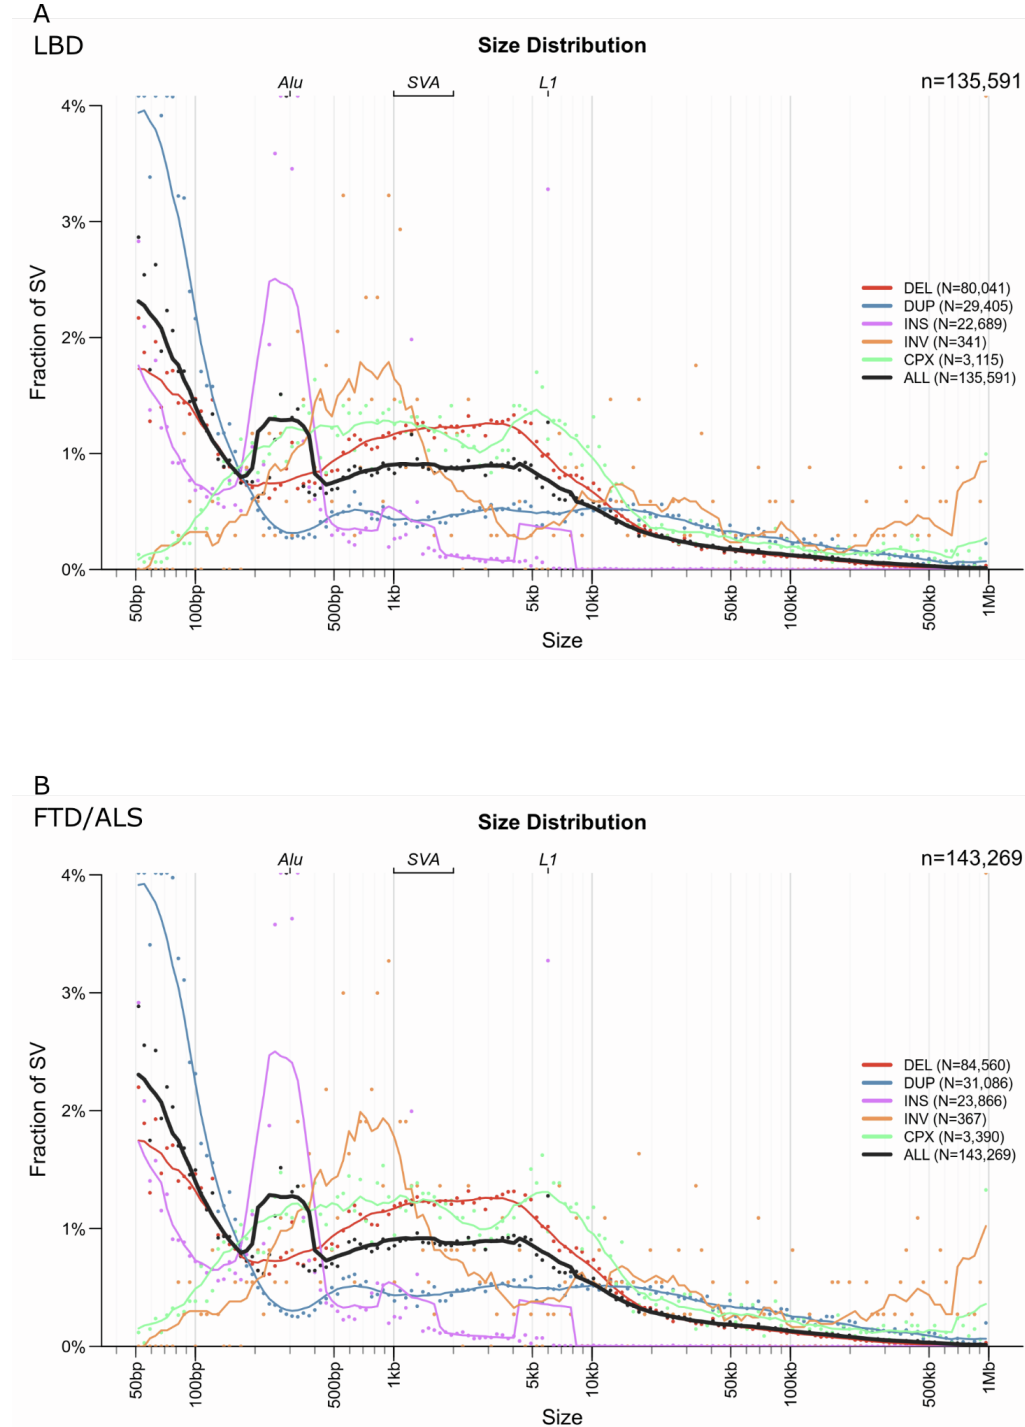 A
LBD
Size Distribution
Alu SVA L1 n=135,591
4%
3%
2%
1%
0%
Fraction of SV
DEL (N=80,041)
DUP (N=29,405)
INS (N=22,689)
INV (N=341)
CPX (N=3,115)
ALL (N=135,591)
50bp 100bp 500bp 1kb 5kb 10kb 50kb 100kb 500kb 1Mb
Size
B
FTD/ALS
Size Distribution
Alu SVA L1 n=143,269
4%
3%
2%
1%
0%
Fraction of SV
DEL (N=84,560)
DUP (N=31,086)
INS (N=23,866)
INV (N=367)
CPX (N=3,390)
ALL (N=143,269)
50bp 100bp 500bp 1kb 5kb 10kb 50kb 100kb 500kb 1Mb
Size